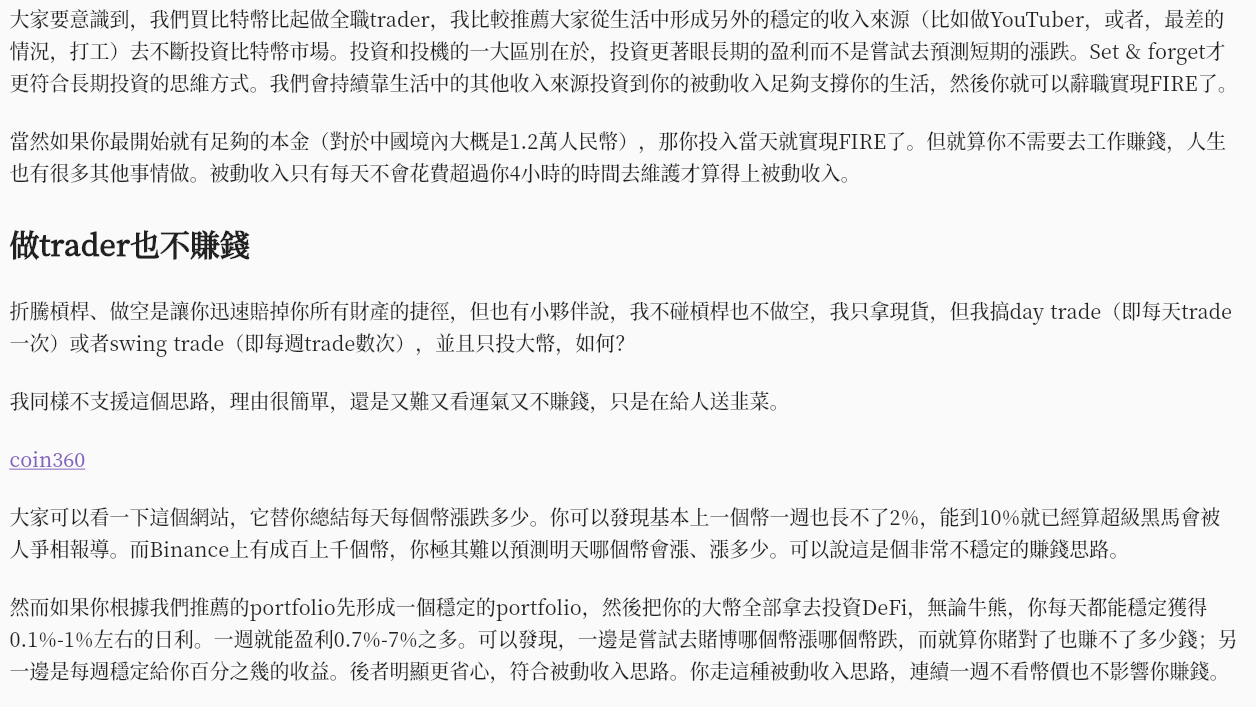 大家要意識到，我們買比特幣比起做全職trader，我比較推薦大家從生活中形成另外的穩定的收入來源（比如做YouTuber，或者，最差的
情況，打工）去不斷投資比特幣市場。投資和投機的一大區別在於，投資更著眼長期的盈利而不是嘗試去預測短期的漲跌。Set & forget才
更符合長期投資的思維方式。我們會持續靠生活中的其他收入來源投資到你的被動收入足夠支撐你的生活，然後你就可以辭職實現FIRE了。
當然如果你最開始就有足夠的本金（對於中國境內大概是1.2萬人民幣），那你投入當天就實現FIRE了。但就算你不需要去工作賺錢，人生
也有很多其他事情做。被動收入只有每天不會花費超過你4小時的時間去維護才算得上被動收入。
做trader也不賺錢
折騰槓桿、做空是讓你迅速賠掉你所有財產的捷徑，但也有小夥伴說，我不碰槓桿也不做空，我只拿現貨，但我搞day trade（即每天trade
一次）或者swing trade（即每週trade數次），並且只投大幣，如何？
我同樣不支援這個思路，理由很簡單，還是又難又看運氣又不賺錢，只是在給人送韭菜。
coin360
大家可以看一下這個網站，它替你總結每天每個幣漲跌多少。你可以發現基本上一個幣一週也長不了2%，能到10%就已經算超級黑馬會被
人爭相報導。而Binance上有成百上千個幣，你極其難以預測明天哪個幣會漲、漲多少。可以說這是個非常不穩定的賺錢思路。
然而如果你根據我們推薦的portfolio先形成一個穩定的portfolio，然後把你的大幣全部拿去投資DeFi，無論牛熊，你每天都能穩定獲得
0.1%-1%左右的日利。一週就能盈利0.7%-7%之多。可以發現，一邊是嘗試去賭博哪個幣漲哪個幣跌，而就算你賭對了也賺不了多少錢；另
一邊是每週穩定給你百分之幾的收益。後者明顯更省心，符合被動收入思路。你走這種被動收入思路，連續一週不看幣價也不影響你賺錢。